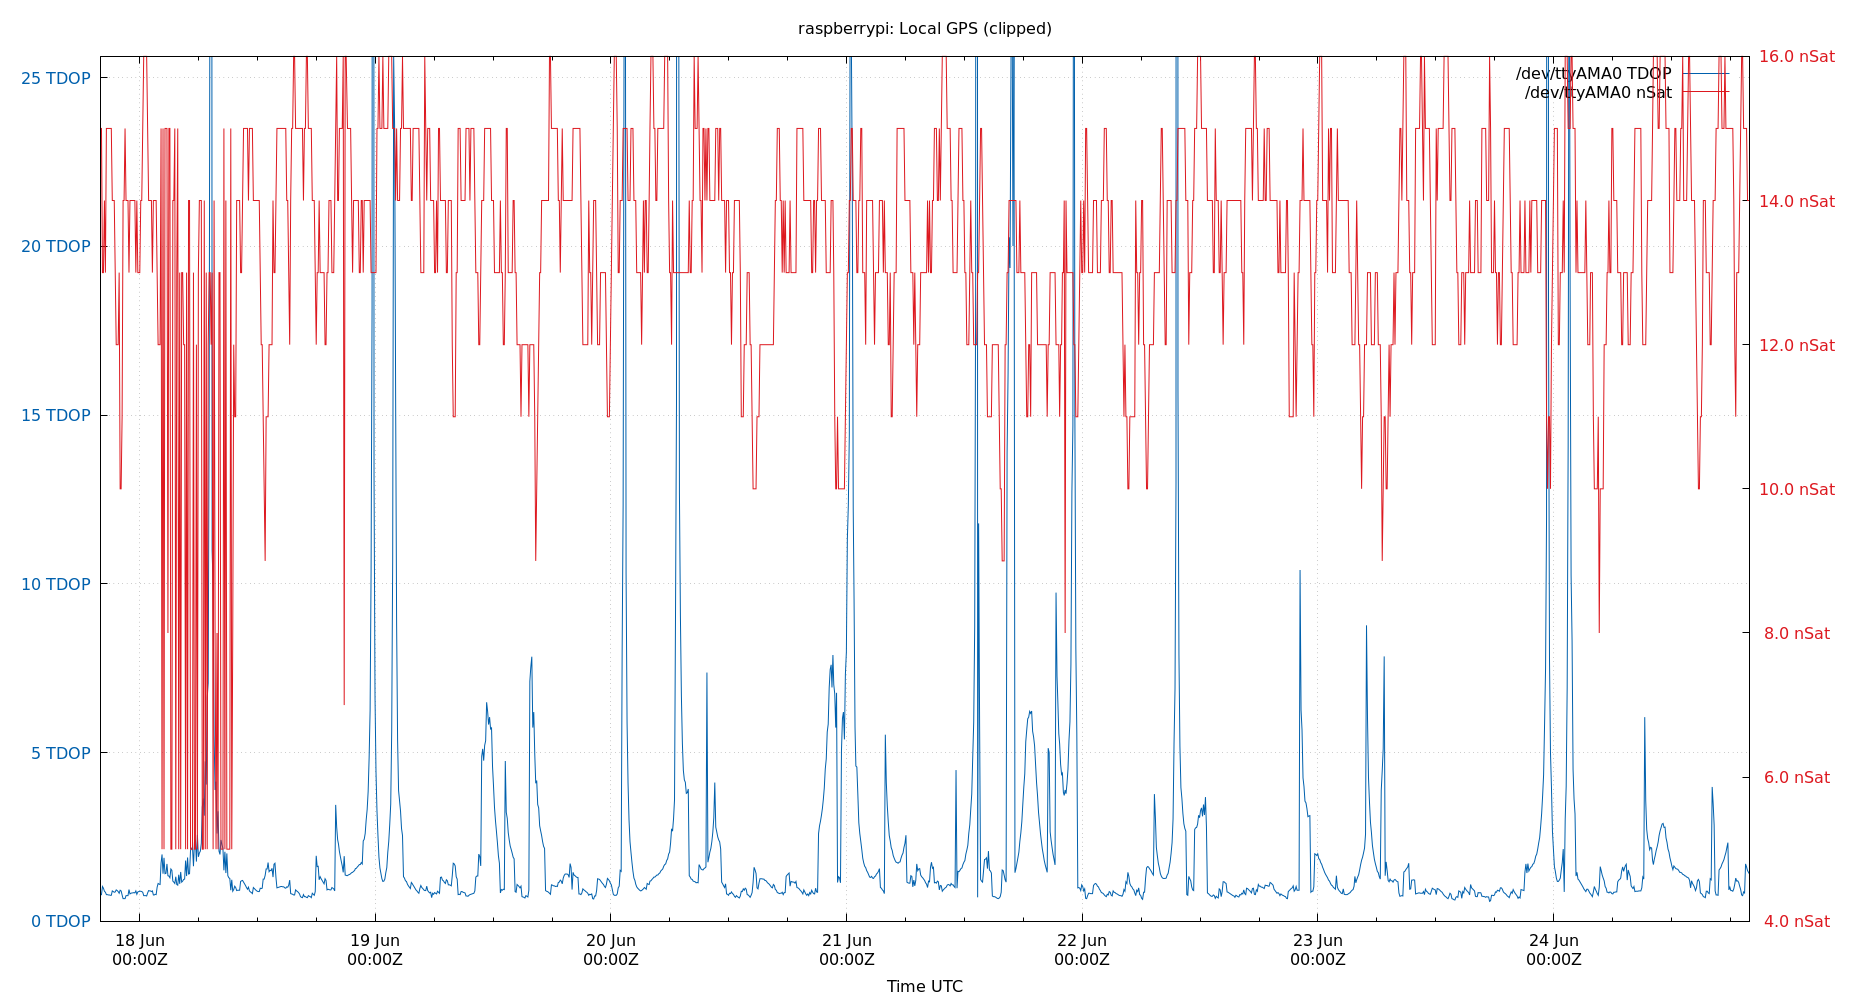 raspberrypi: Local GPS (clipped)
25 TDOP
20 TDOP
15 TDOP
10 TDOP
5 TDOP
0 TDOP
16.0 nSat
14.0 nSat
12.0 nSat
10.0 nSat
8.0 nSat
6.0 nSat
4.0 nSat
/dev/ttyAMA0 TDOP
/dev/ttyAMA0 nSat
18 Jun
00:00Z
19 Jun
00:00Z
20 Jun
00:00Z
21 Jun
00:00Z
22 Jun
00:00Z
23 Jun
00:00Z
24 Jun
00:00Z
Time UTC